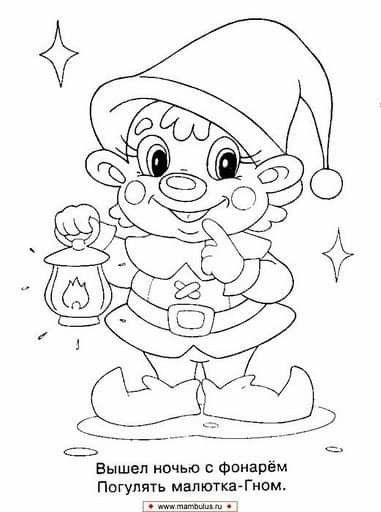 Вышел ночью с фонарём
Погулять малютка-Гном.
www.mambulus.ru